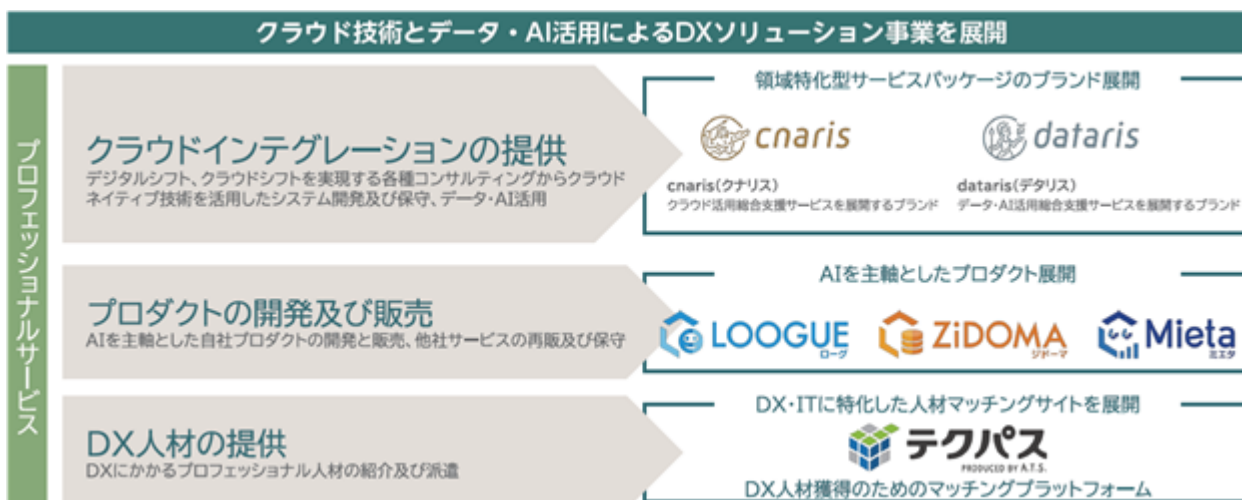 クラウド技術とデータ・AI活用によるDXソリューション事業を展開
プロフェッショナルサービス
クラウドインテグレーションの提供
デジタルシフト、クラウドシフトを実現する各種コンサルティングからクラウド
ネイティブ技術を活用したシステム開発及び保守、データ・AI活用
領域特化型サービスパッケージのブランド展開
cnaris
dataris
cnaris(クナリス)
クラウド活用総合支援サービスを展開するブランド
dataris(デタリス)
データ・AI活用総合支援サービスを展開するブランド
プロダクトの開発及び販売
AIを主軸とした自社プロダクトの開発と販売、他社サービスの再販及び保守
AIを主軸としたプロダクト展開
LOOGUE
ローグ
ZiDOMA
ジドーマ
Mieta
ミエタ
DX人材の提供
DXにかかるプロフェッショナル人材の紹介及び派遣
DX・ITに特化した人材マッチングサイトを展開
テクパス
PRODUCED BY A.T.S.
DX人材獲得のためのマッチングプラットフォーム